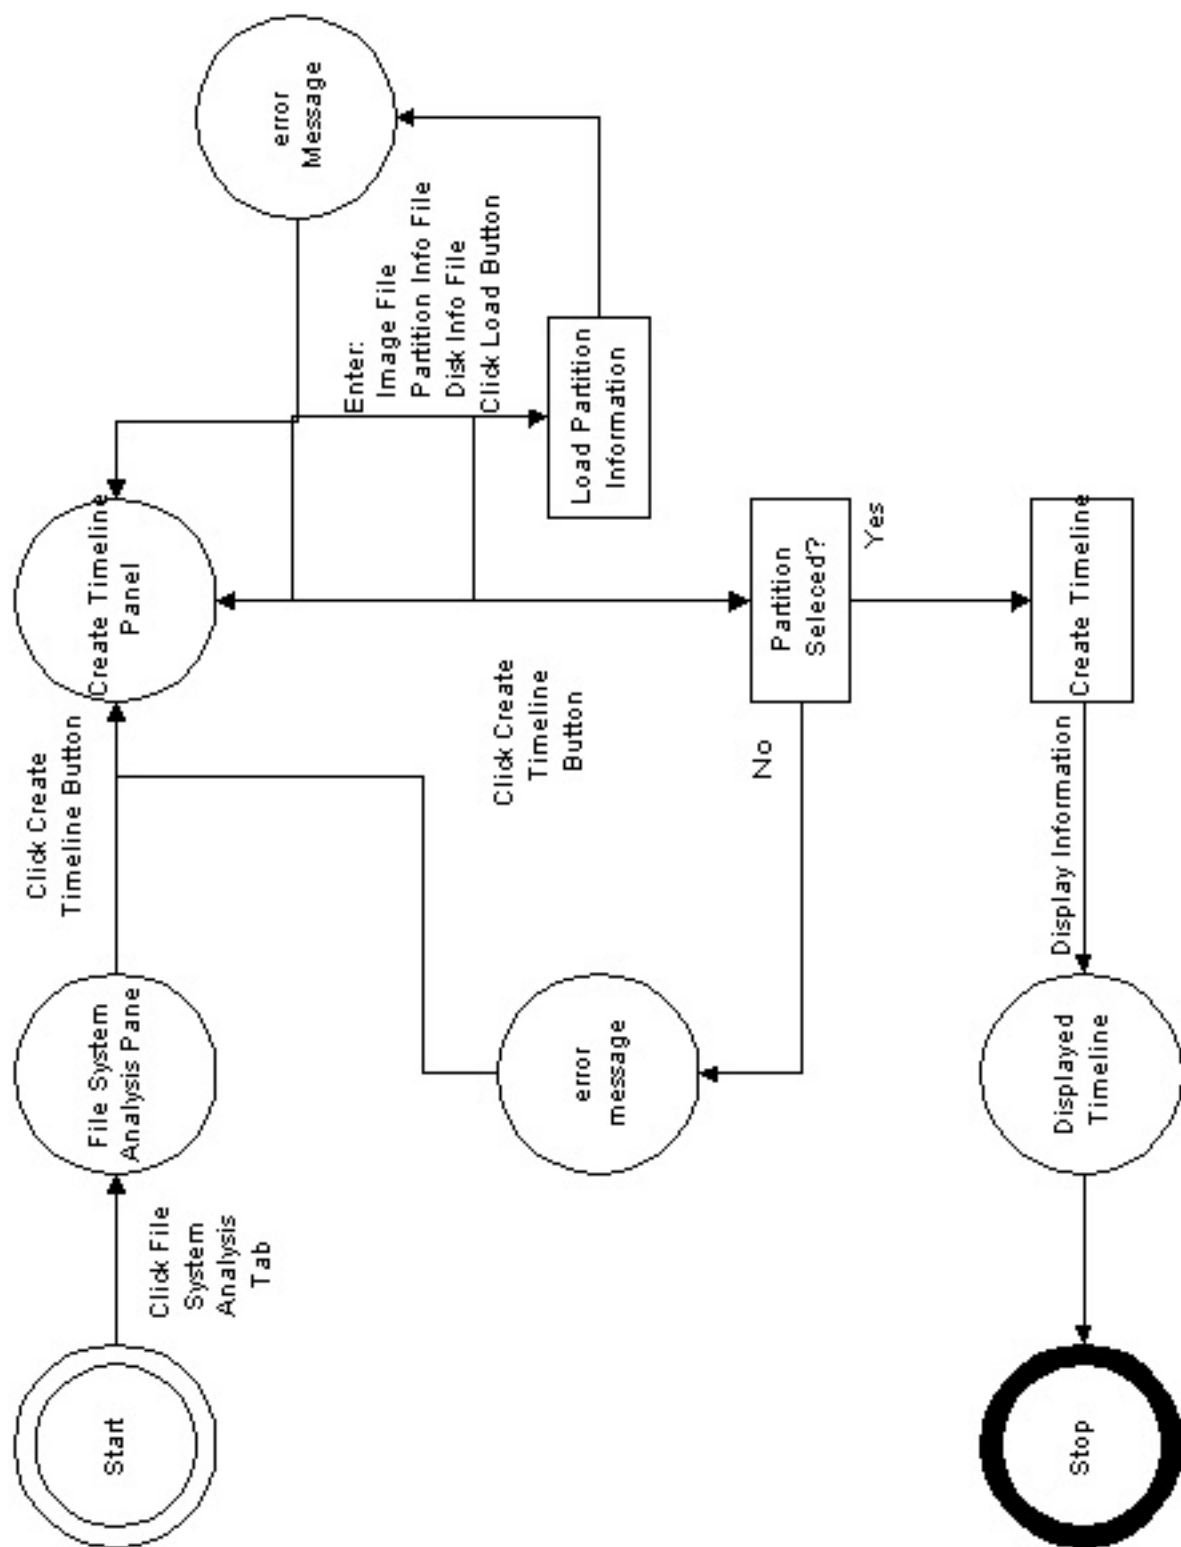 Start
Click File
System
Analysis
Tab
File System
Analysis Pane
Click Create
Timeline Button
Create Timeline
Panel
error
Message
Enter:
Image File
Partition Info File
Disk Info File
Click Load Button
Load Partition
Information
Click Create
Timeline
Button
error
message
No
Partition
Seleced?
Yes
Create Timeline
Display Information
Displayed
Timeline
Stop